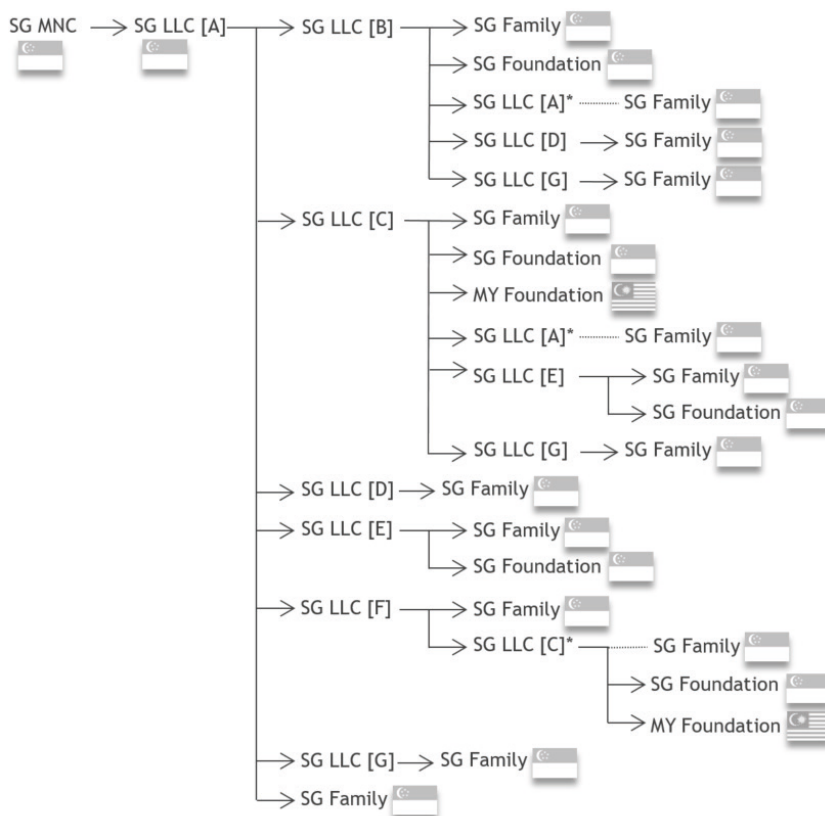 SG MNC
SG LLC [A]
SG LLC [B]
SG Family
SG Foundation
SG LLC [A]*
SG Family
SG LLC [D]
SG Family
SG LLC [G]
SG Family
SG LLC [C]
SG Family
SG Foundation
MY Foundation
SG LLC [A]*
SG Family
SG LLC [E]
SG Family
SG Foundation
SG LLC [G]
SG Family
SG LLC [D]
SG Family
SG LLC [E]
SG Family
SG Foundation
SG LLC [F]
SG Family
SG LLC [C]*
SG Family
SG Foundation
MY Foundation
SG LLC [G]
SG Family
SG Family